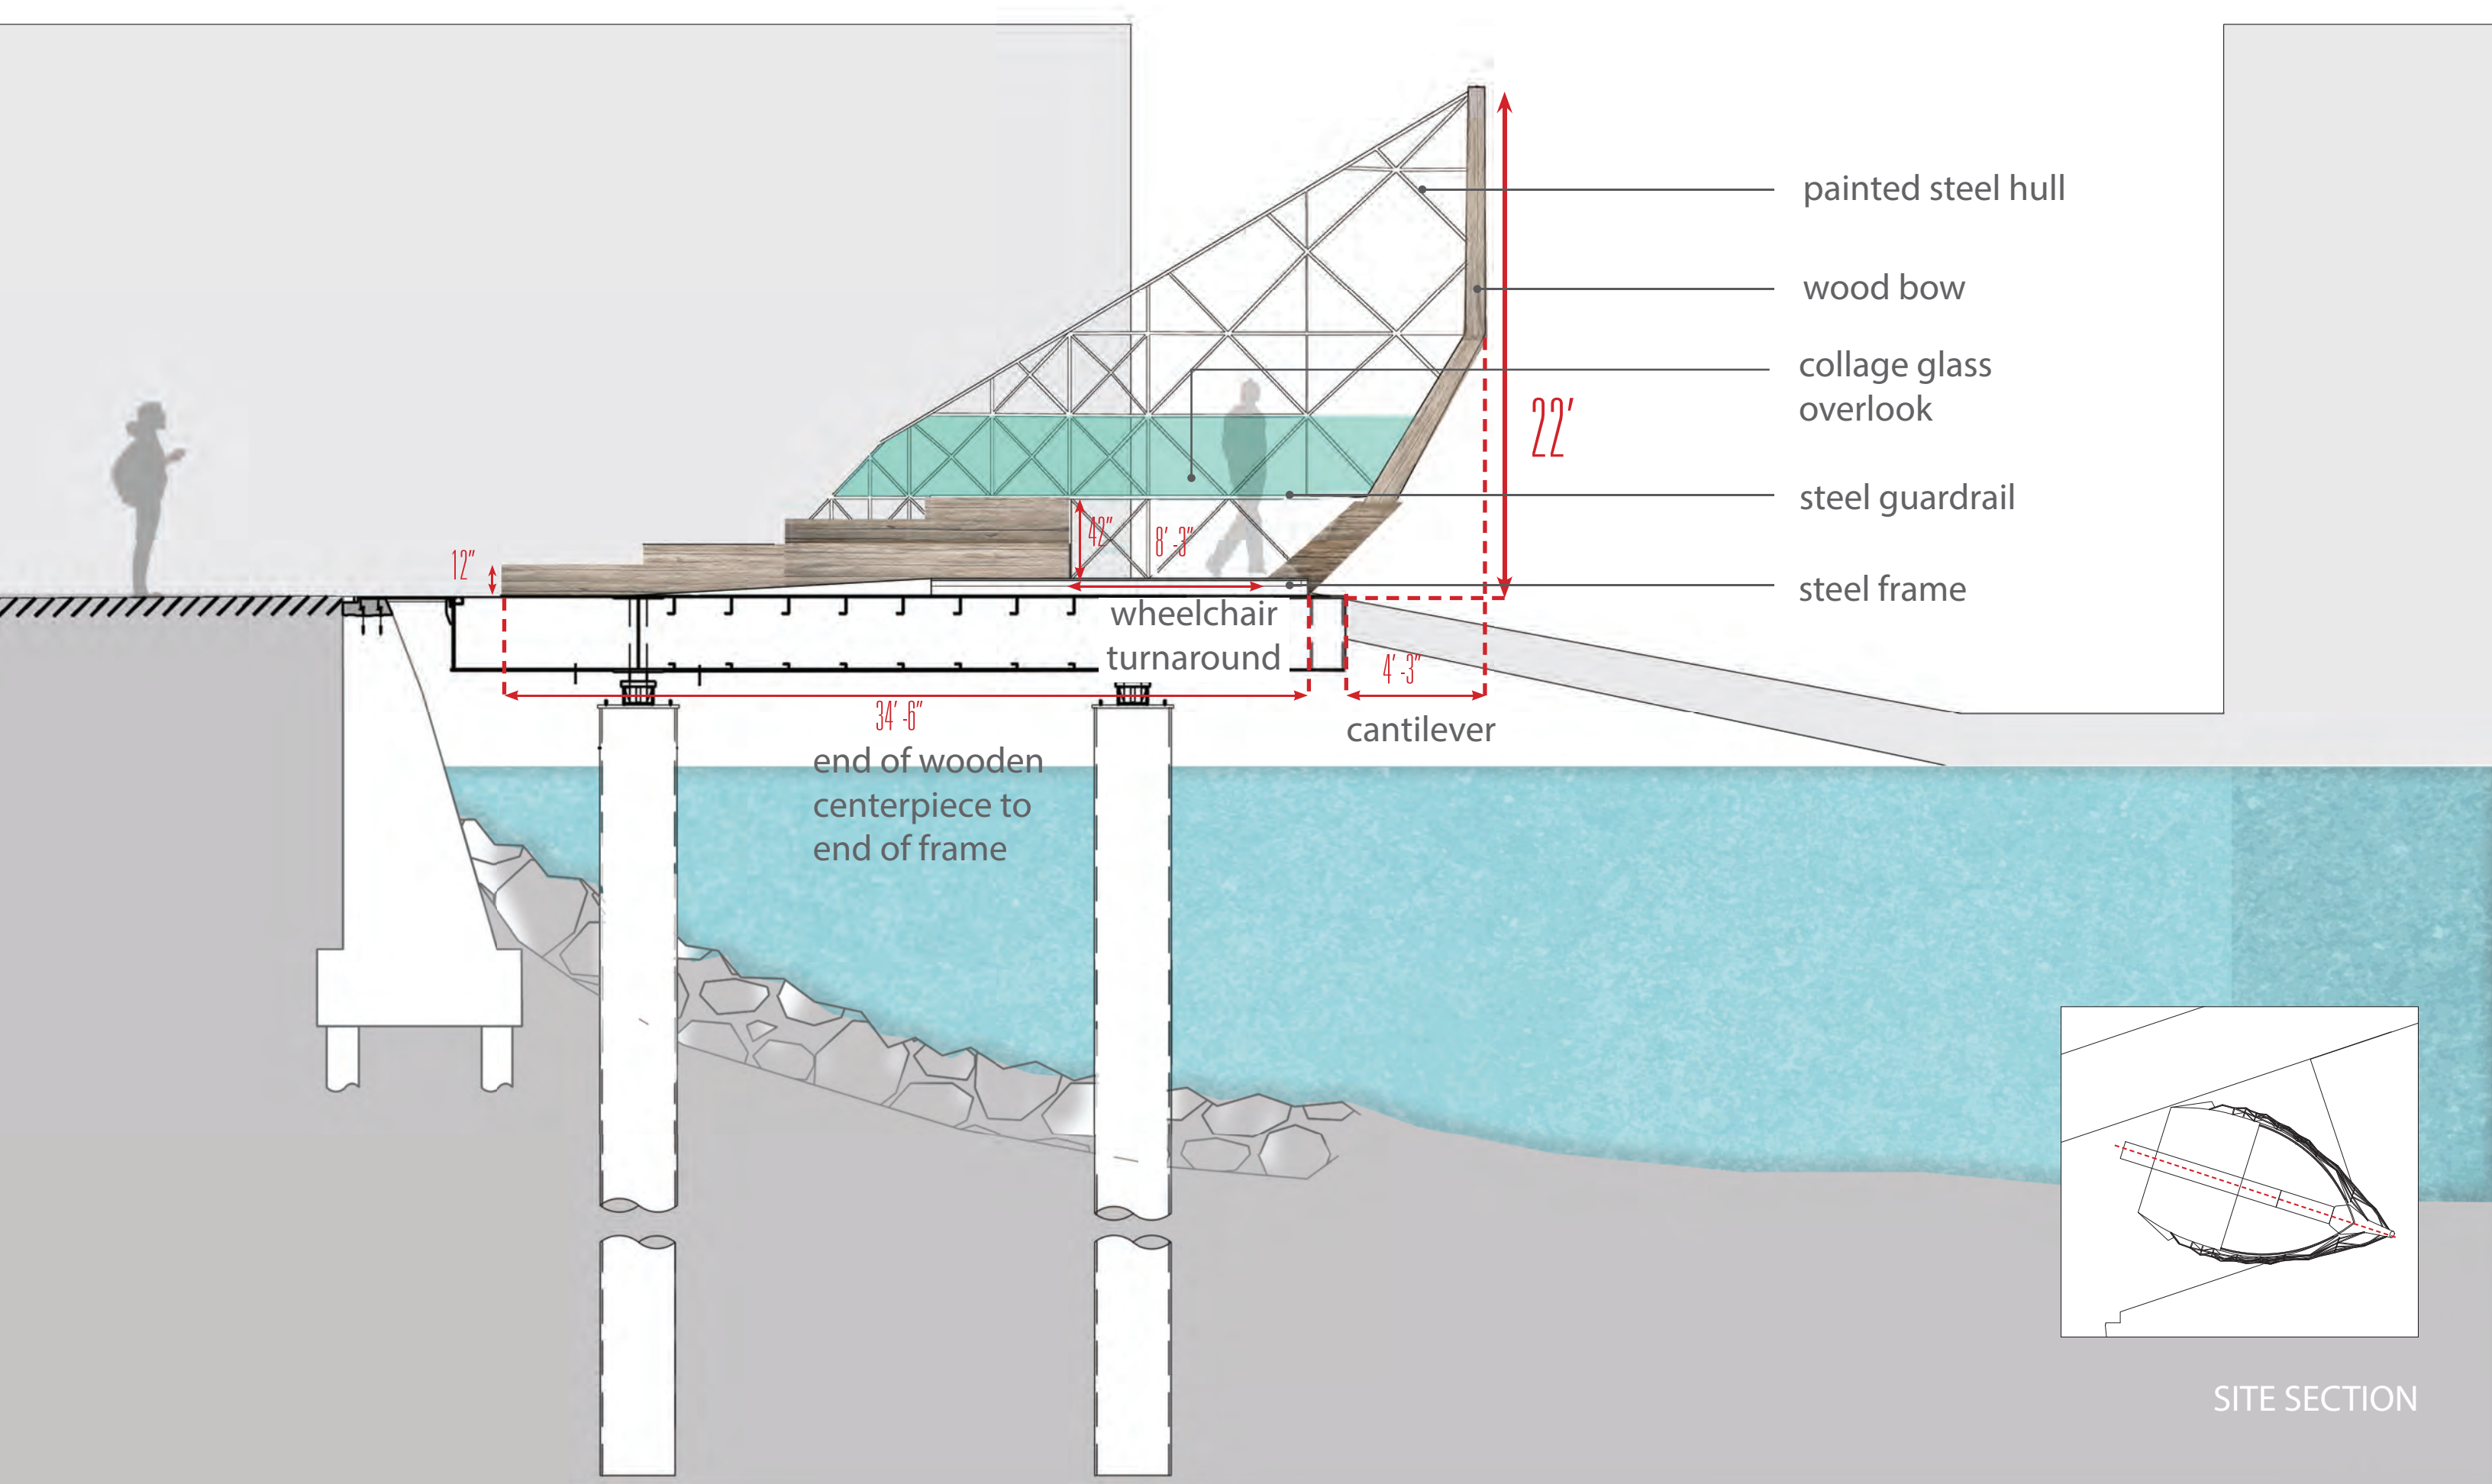 painted steel hull
wood bow
collage glass
overlook
22'
steel guardrail
42"
8' -3"
12"
steel frame
wheelchair
turnaround
4' -3"
34' -6"
cantilever
end of wooden
centerpiece to
end of frame
SITE SECTION